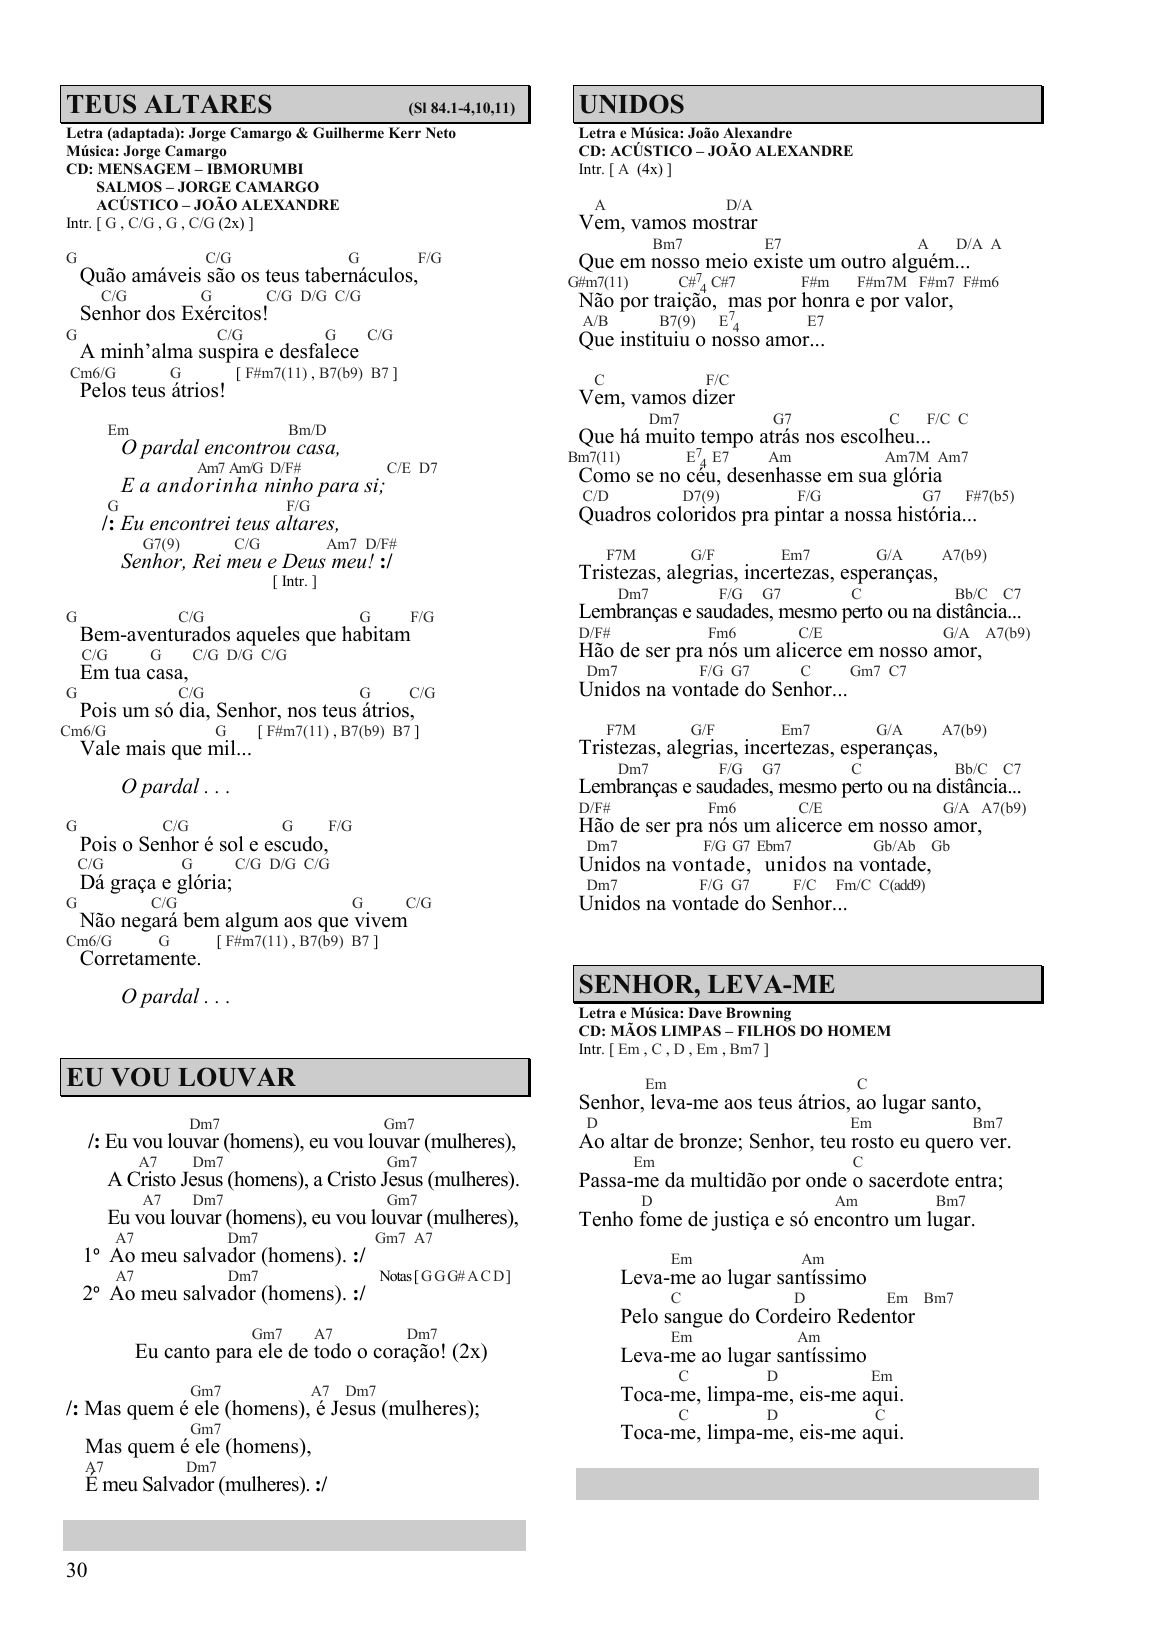 TEUS ALTARES (Sl 84.1-4,10,11)
Letra (adaptada): Jorge Camargo & Guilherme Kerr Neto
Música: Jorge Camargo
CD: MENSAGEM – IBMORUMBI
SALMOS – JORGE CAMARGO
ACÚSTICO – JOÃO ALEXANDRE
Intr. [ G , C/G , G , C/G (2x) ]
G C/G G F/G
Quão amáveis são os teus tabernáculos,
C/G G C/G D/G C/G
Senhor dos Exércitos!
G C/G G C/G
A minh’alma suspira e desfalece
Cm6/G G [ F#m7(11) , B7(b9) B7 ]
Pelos teus átrios!
Em Bm/D
O pardal encontrou casa,
Am7 Am/G D/F# C/E D7
E a andorinha ninho para si;
G F/G
/: Eu encontrei teus altares,
G7(9) C/G Am7 D/F#
Senhor, Rei meu e Deus meu! :/
[ Intr. ]
G C/G G F/G
Bem-aventurados aqueles que habitam
C/G G C/G D/G C/G
Em tua casa,
G C/G G C/G
Pois um só dia, Senhor, nos teus átrios,
Cm6/G G [ F#m7(11) , B7(b9) B7 ]
Vale mais que mil...
O pardal . . .
G C/G G F/G
Pois o Senhor é sol e escudo,
C/G G C/G D/G C/G
Dá graça e glória;
G C/G G C/G
Não negará bem algum aos que vivem
Cm6/G G [ F#m7(11) , B7(b9) B7 ]
Corretamente.
O pardal . . .
EU VOU LOUVAR
Dm7 Gm7
/: Eu vou louvar (homens), eu vou louvar (mulheres),
A7 Dm7 Gm7
A Cristo Jesus (homens), a Cristo Jesus (mulheres).
A7 Dm7 Gm7
Eu vou louvar (homens), eu vou louvar (mulheres),
A7 Dm7 Gm7 A7
1º Ao meu salvador (homens). :/
A7 Dm7 Notas [ G G G# A C D ]
2º Ao meu salvador (homens). :/
Gm7 A7 Dm7
Eu canto para ele de todo o coração! (2x)
Gm7 A7 Dm7
/: Mas quem é ele (homens), é Jesus (mulheres);
Gm7
Mas quem é ele (homens),
A7 Dm7
É meu Salvador (mulheres). :/
30
UNIDOS
Letra e Música: João Alexandre
CD: ACÚSTICO – JOÃO ALEXANDRE
Intr. [ A (4x) ]
A D/A
Vem, vamos mostrar
Bm7 E7 A D/A A
Que em nosso meio existe um outro alguém...
G#m7(11) C#7 4 C#7 F#m F#m7M F#m7 F#m6
Não por traição, mas por honra e por valor,
A/B B7(9) E7 4 E7
Que instituiu o nosso amor...
C F/C
Vem, vamos dizer
Dm7 G7 C F/C C
Que há muito tempo atrás nos escolheu...
Bm7(11) E7 4 E7 Am Am7M Am7
Como se no céu, desenhasse em sua glória
C/D D7(9) F/G G7 F#7(b5)
Quadros coloridos pra pintar a nossa história...
F7M G/F Em7 G/A A7(b9)
Tristezas, alegrias, incertezas, esperanças,
Dm7 F/G G7 C Bb/C C7
Lembranças e saudades, mesmo perto ou na distância...
D/F# Fm6 C/E G/A A7(b9)
Hão de ser pra nós um alicerce em nosso amor,
Dm7 F/G G7 C Gm7 C7
Unidos na vontade do Senhor...
F7M G/F Em7 G/A A7(b9)
Tristezas, alegrias, incertezas, esperanças,
Dm7 F/G G7 C Bb/C C7
Lembranças e saudades, mesmo perto ou na distância...
D/F# Fm6 C/E G/A A7(b9)
Hão de ser pra nós um alicerce em nosso amor,
Dm7 F/G G7 Ebm7 Gb/Ab Gb
Unidos na vontade, unidos na vontade,
Dm7 F/G G7 F/C Fm/C C(add9)
Unidos na vontade do Senhor...
SENHOR, LEVA-ME
Letra e Música: Dave Browning
CD: MÃOS LIMPAS – FILHOS DO HOMEM
Intr. [ Em , C , D , Em , Bm7 ]
Em C
Senhor, leva-me aos teus átrios, ao lugar santo,
D Em Bm7
Ao altar de bronze; Senhor, teu rosto eu quero ver.
Em C
Passa-me da multidão por onde o sacerdote entra;
D Am Bm7
Tenho fome de justiça e só encontro um lugar.
Em Am
Leva-me ao lugar santíssimo
C D Em Bm7
Pelo sangue do Cordeiro Redentor
Em Am
Leva-me ao lugar santíssimo
C D Em
Toca-me, limpa-me, eis-me aqui.
C D C
Toca-me, limpa-me, eis-me aqui.